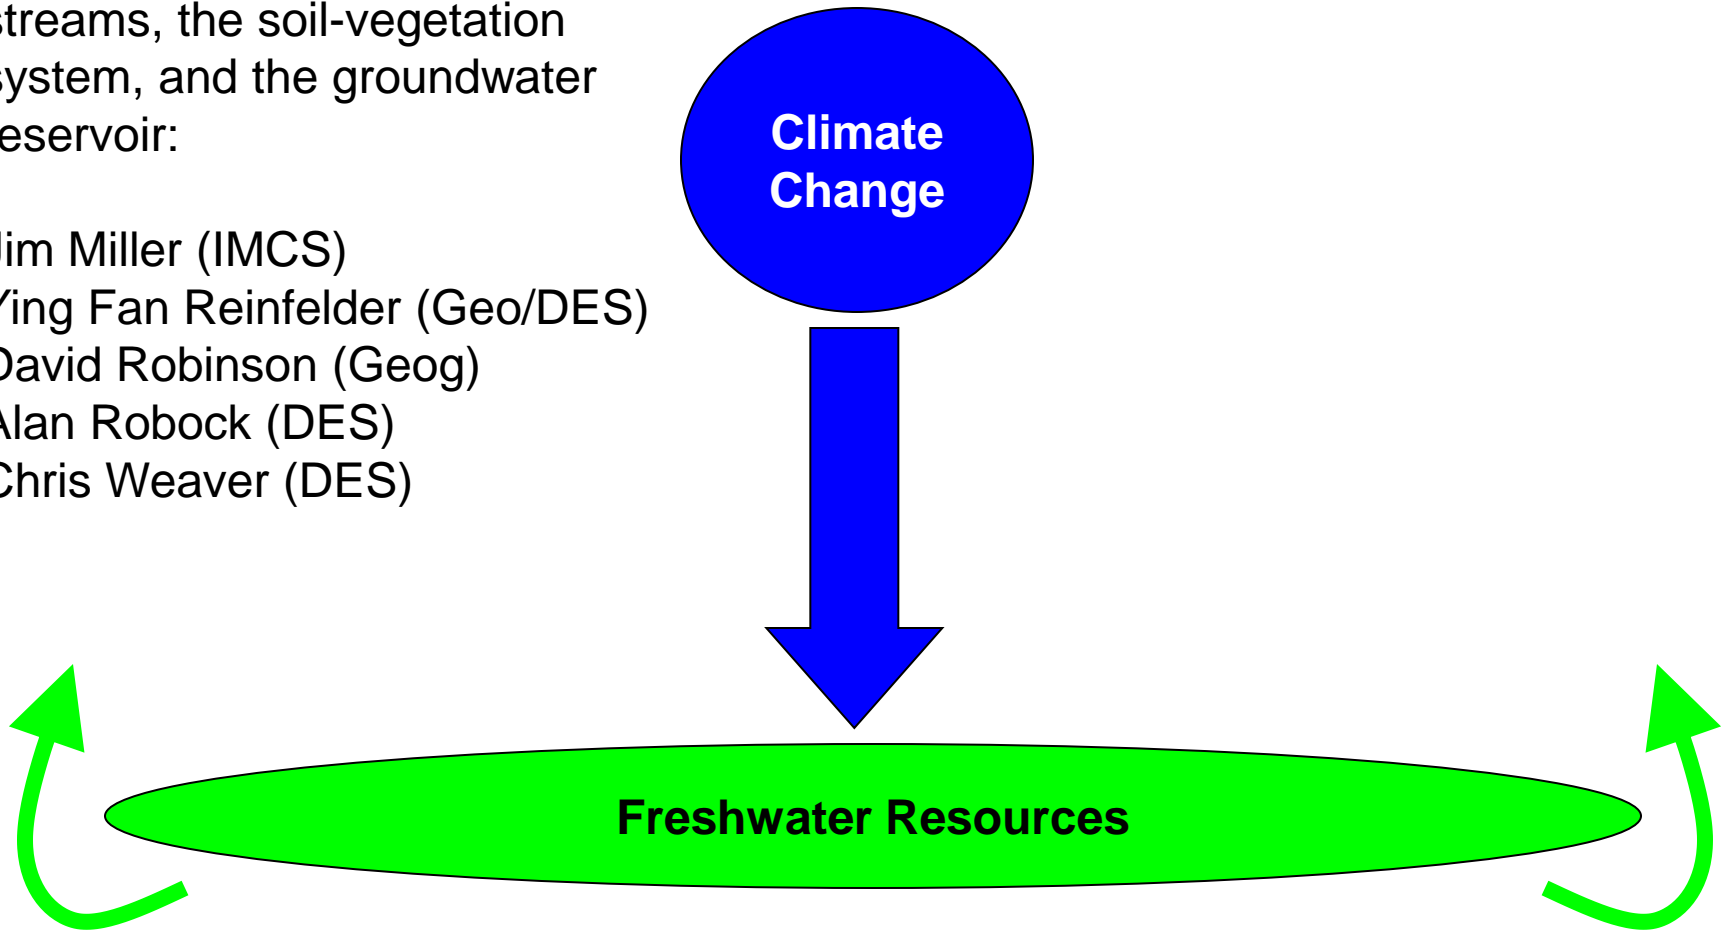 streams, the soil-vegetation
system, and the groundwater
reservoir:
Jim Miller (IMCS)
Ying Fan Reinfelder (Geo/DES)
David Robinson (Geog)
Alan Robock (DES)
Chris Weaver (DES)
Climate
Change
Freshwater Resources